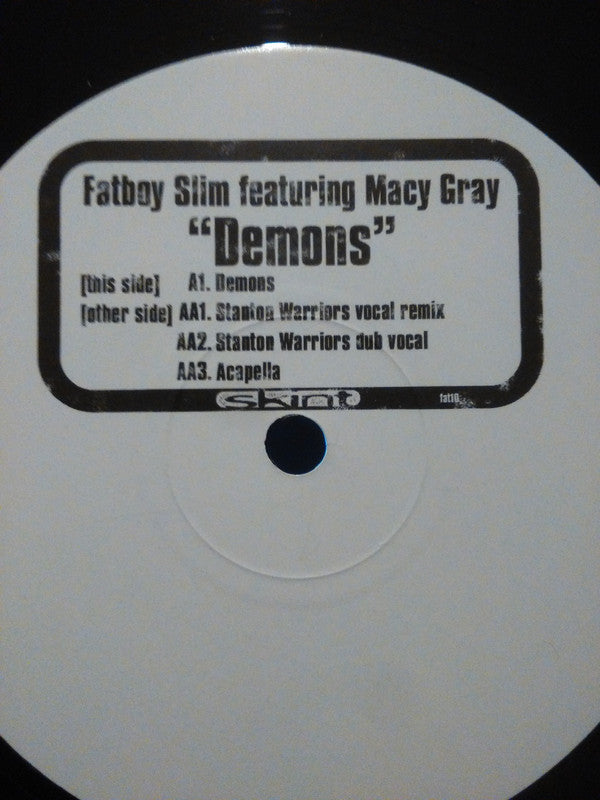 Fatboy Slim featuring Macy Gray
“Demons”
[this side] A1. Demons
[other side] AA1. Stanton Warriors vocal remix
AA2. Stanton Warriors dub vocal
AA3. Acapella
skint